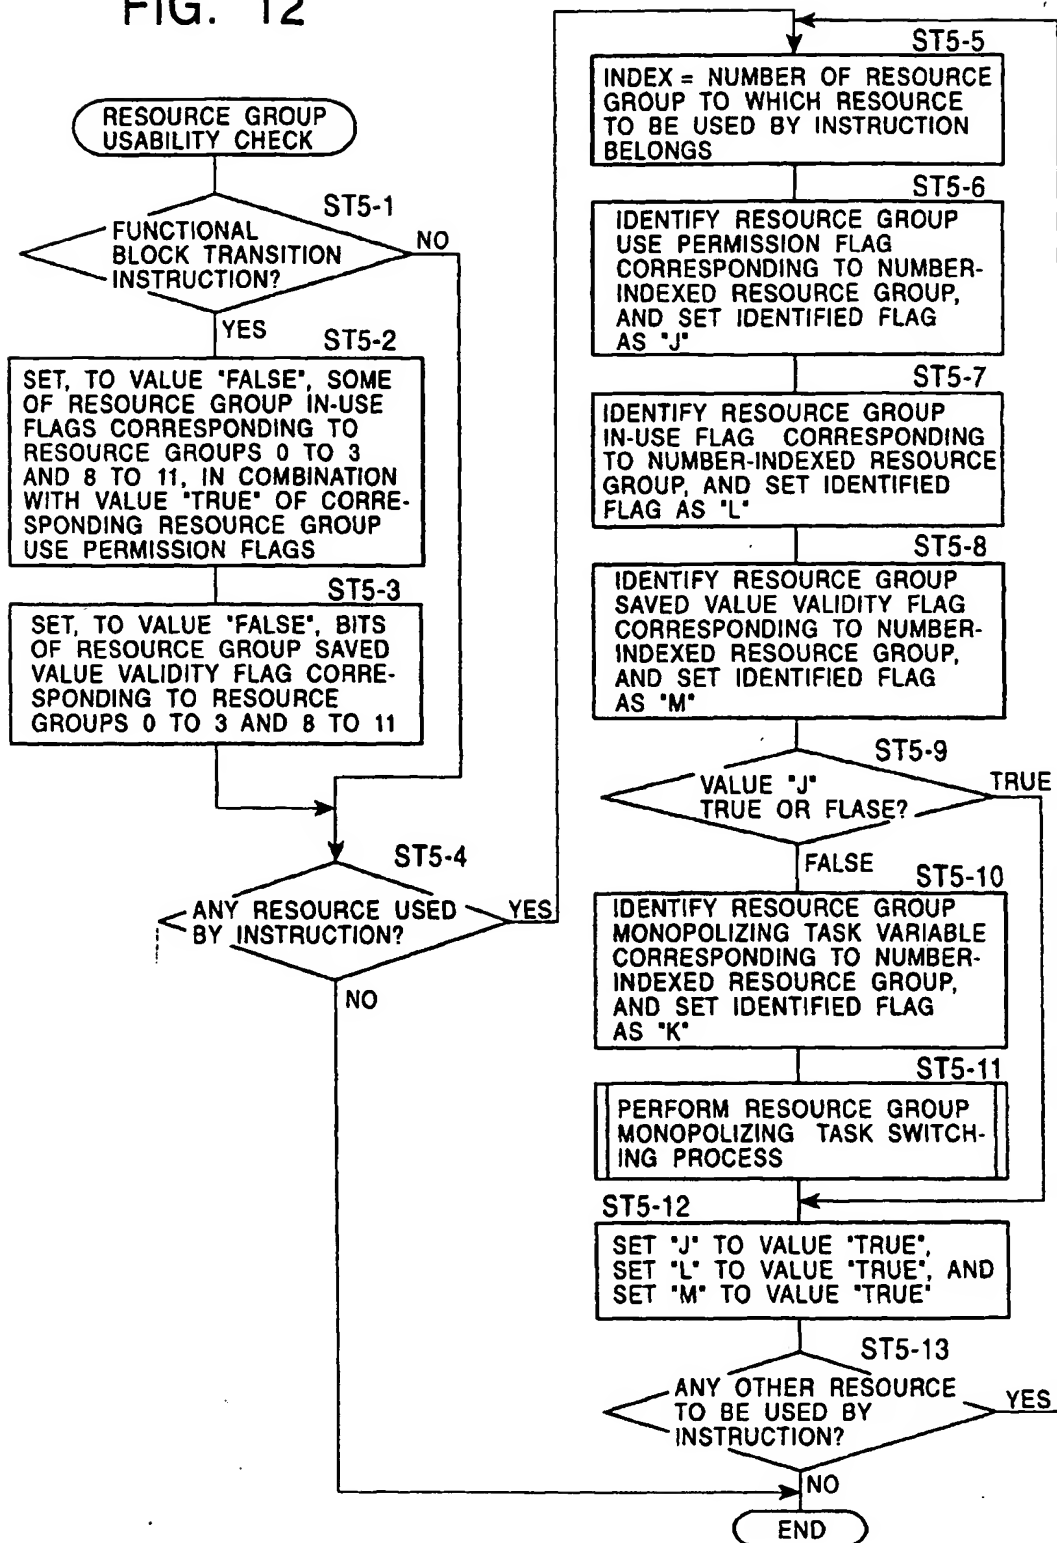 FIG. 12
RESOURCE GROUP
USABILITY CHECK
ST5-1
FUNCTIONAL
BLOCK TRANSITION
INSTRUCTION?
NO
YES
ST5-2
SET, TO VALUE "FALSE", SOME
OF RESOURCE GROUP IN-USE
FLAGS CORRESPONDING TO
RESOURCE GROUPS 0 TO 3
AND 8 TO 11, IN COMBINATION
WITH VALUE "TRUE" OF CORRE-
SPONDING RESOURCE GROUP
USE PERMISSION FLAGS
ST5-3
SET, TO VALUE "FALSE", BITS
OF RESOURCE GROUP SAVED
VALUE VALIDITY FLAG CORRE-
SPONDING TO RESOURCE
GROUPS 0 TO 3 AND 8 TO 11
ST5-4
ANY RESOURCE USED
BY INSTRUCTION?
YES
NO
ST5-5
INDEX = NUMBER OF RESOURCE
GROUP TO WHICH RESOURCE
TO BE USED BY INSTRUCTION
BELONGS
ST5-6
IDENTIFY RESOURCE GROUP
USE PERMISSION FLAG
CORRESPONDING TO NUMBER-
INDEXED RESOURCE GROUP,
AND SET IDENTIFIED FLAG
AS "J"
ST5-7
IDENTIFY RESOURCE GROUP
IN-USE FLAG CORRESPONDING
TO NUMBER-INDEXED RESOURCE
GROUP, AND SET IDENTIFIED
FLAG AS "L"
ST5-8
IDENTIFY RESOURCE GROUP
SAVED VALUE VALIDITY FLAG
CORRESPONDING TO NUMBER-
INDEXED RESOURCE GROUP,
AND SET IDENTIFIED FLAG
AS "M"
ST5-9
VALUE "J"
TRUE OR FLASE?
TRUE
FALSE
ST5-10
IDENTIFY RESOURCE GROUP
MONOPOLIZING TASK VARIABLE
CORRESPONDING TO NUMBER-
INDEXED RESOURCE GROUP,
AND SET IDENTIFIED FLAG
AS "K"
ST5-11
PERFORM RESOURCE GROUP
MONOPOLIZING TASK SWITCH-
ING PROCESS
ST5-12
SET "J" TO VALUE "TRUE",
SET "L" TO VALUE "TRUE", AND
SET "M" TO VALUE "TRUE"
ST5-13
ANY OTHER RESOURCE
TO BE USED BY
INSTRUCTION?
YES
NO
END